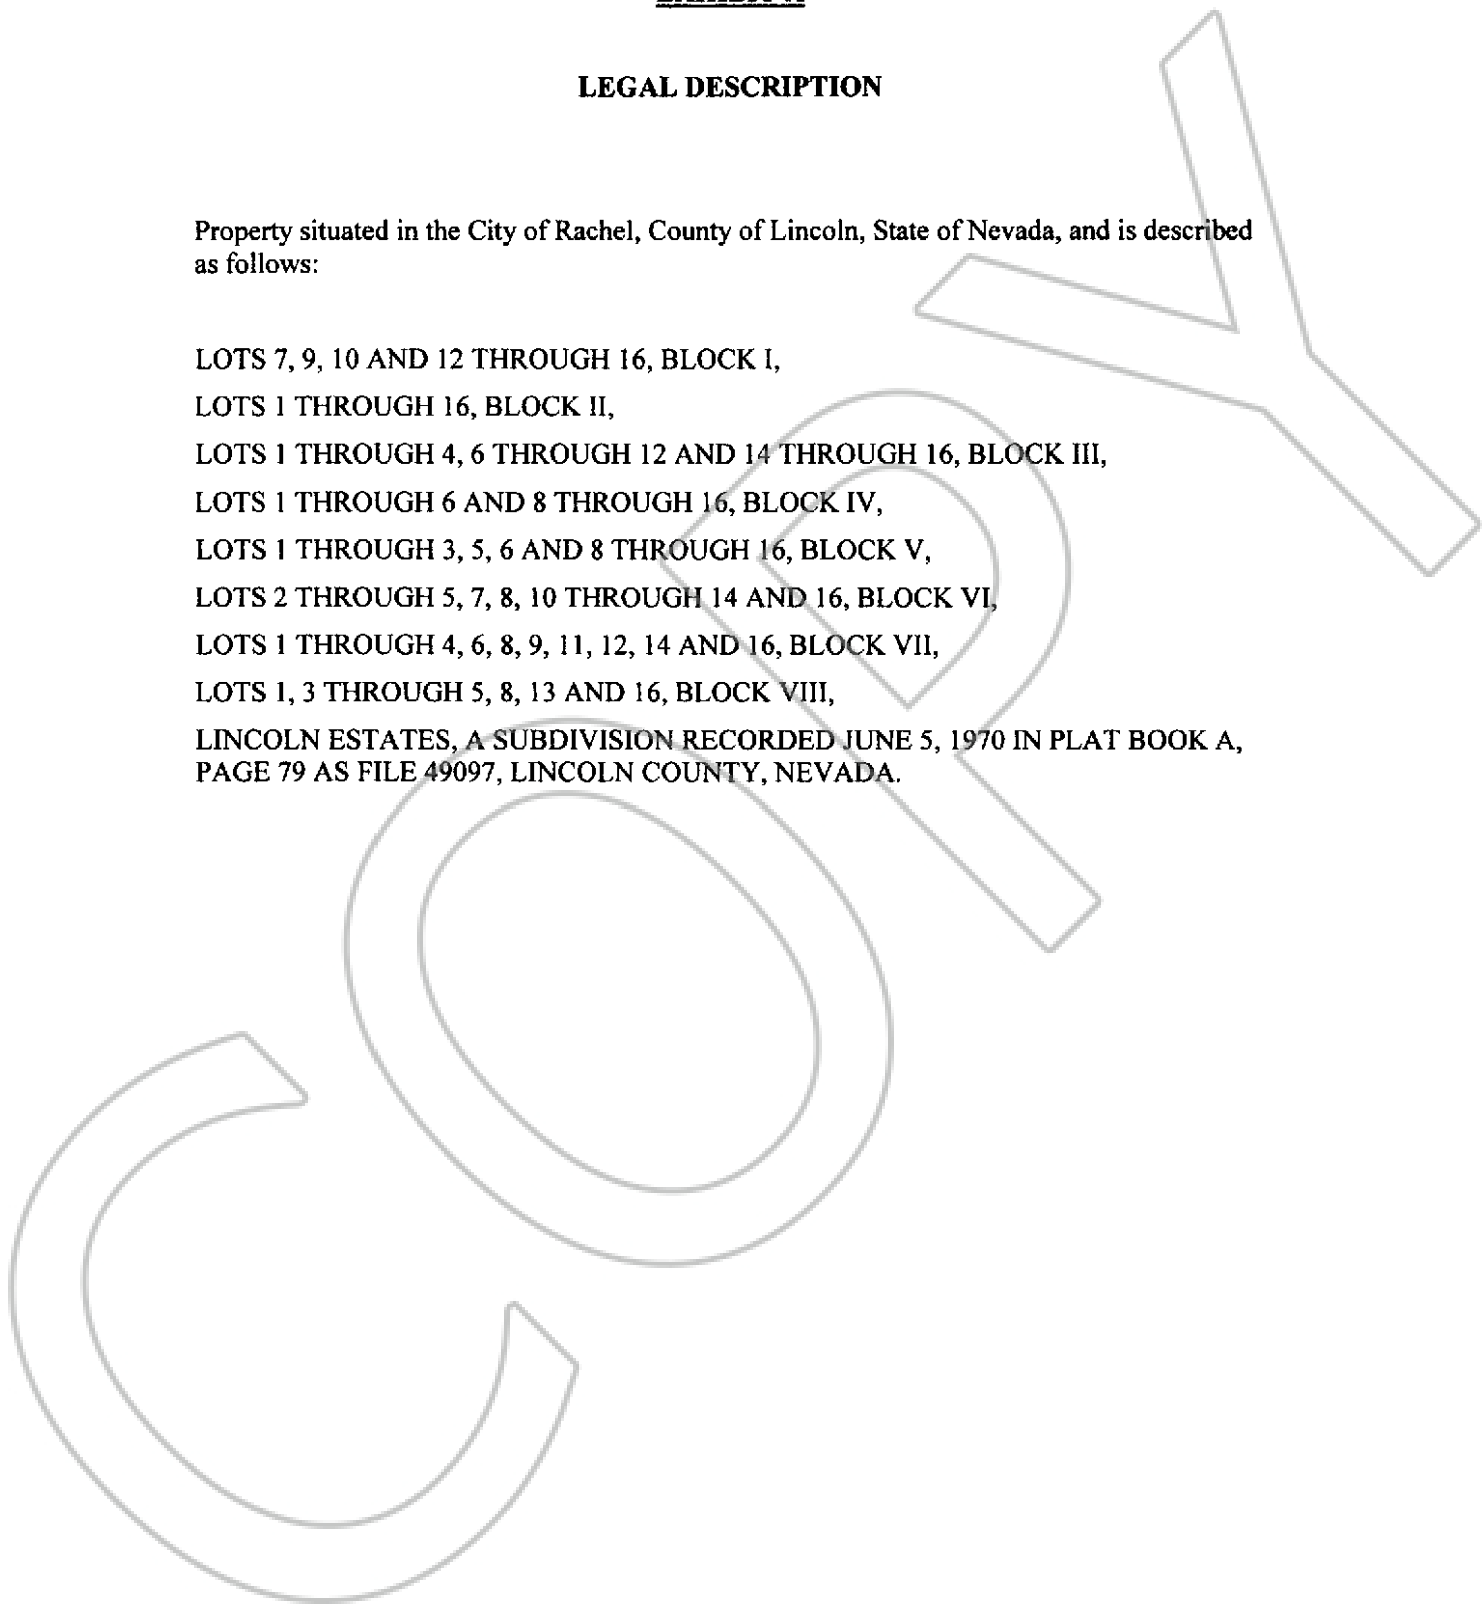 LEGAL DESCRIPTION
Property situated in the City of Rachel, County of Lincoln, State of Nevada, and is described
as follows:
LOTS 7, 9, 10 AND 12 THROUGH 16, BLOCK I,
LOTS 1 THROUGH 16, BLOCK II,
LOTS 1 THROUGH 4, 6 THROUGH 12 AND 14 THROUGH 16, BLOCK III,
LOTS 1 THROUGH 6 AND 8 THROUGH 16, BLOCK IV,
LOTS 1 THROUGH 3, 5, 6 AND 8 THROUGH 16, BLOCK V,
LOTS 2 THROUGH 5, 7, 8, 10 THROUGH 14 AND 16, BLOCK VI,
LOTS 1 THROUGH 4, 6, 8, 9, 11, 12, 14 AND 16, BLOCK VII,
LOTS 1, 3 THROUGH 5, 8, 13 AND 16, BLOCK VIII,
LINCOLN ESTATES, A SUBDIVISION RECORDED JUNE 5, 1970 IN PLAT BOOK A,
PAGE 79 AS FILE 49097, LINCOLN COUNTY, NEVADA.
COPY